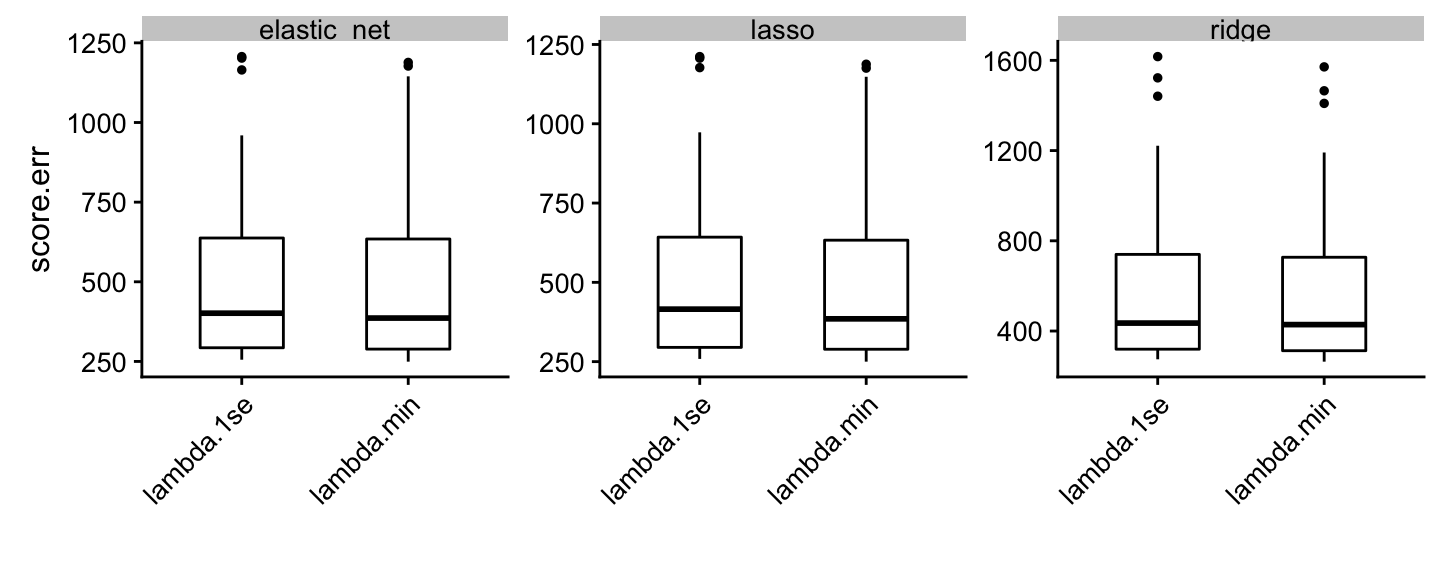 elastic_net
lasso
ridge
score.err
1250
1000
750
500
250
1250
1000
750
500
250
1600
1200
800
400
lambda.1se
lambda.min
lambda.1se
lambda.min
lambda.1se
lambda.min